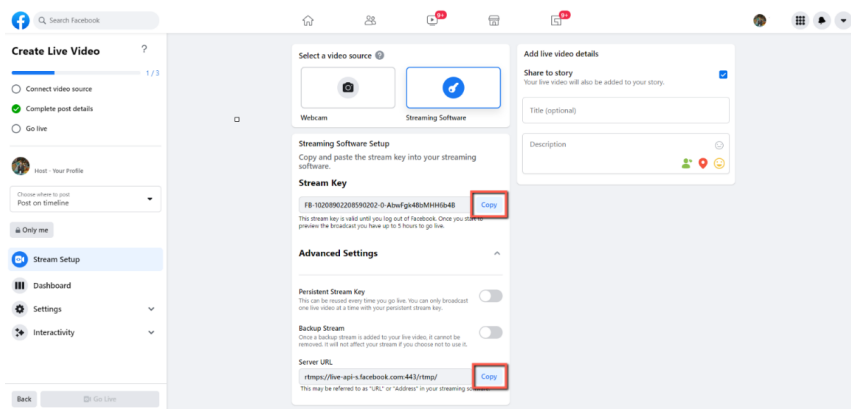 Search Facebook
9+
9+
Create Live Video
?
1 / 3
Connect video source
Complete post details
Go live
Host · Your Profile
Choose where to post
Post on timeline
Only me
Stream Setup
Dashboard
Settings
Interactivity
Back
Go Live
Select a video source
Webcam
Streaming Software
Streaming Software Setup
Copy and paste the stream key into your streaming
software.
Stream Key
FB-10208902208590202-0-AbwFgk48bMHH6b48
Copy
This stream key is valid until you log out of Facebook. Once you start to
preview the broadcast you have up to 5 hours to go live.
Advanced Settings
Persistent Stream Key
This can be reused every time you go live. You can only broadcast
one live video at a time with your persistent stream key.
Backup Stream
Once a backup stream is added to your live video, it cannot be
removed. It will not affect your stream if you choose not to use it.
Server URL
rtmps://live-api-s.facebook.com:443/rtmp/
Copy
This may be referred to as "URL" or "Address" in your streaming software.
Add live video details
Share to story
Your live video will also be added to your story.
Title (optional)
Description